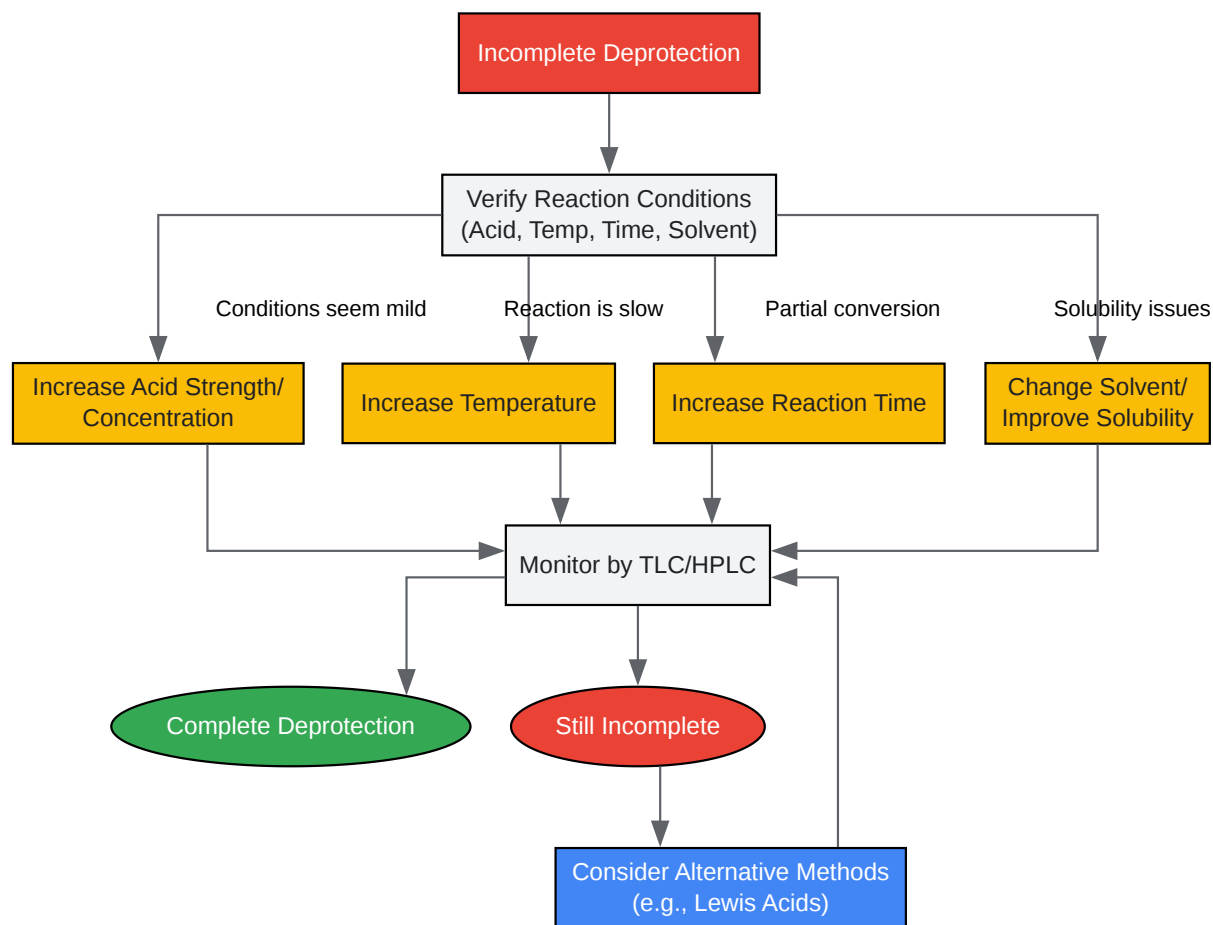 Incomplete Deprotection
Verify Reaction Conditions
(Acid, Temp, Time, Solvent)
Conditions seem mild
Reaction is slow
Partial conversion
Solubility issues
Increase Acid Strength/
Concentration
Increase Temperature
Increase Reaction Time
Change Solvent/
Improve Solubility
Monitor by TLC/HPLC
Complete Deprotection
Still Incomplete
Consider Alternative Methods
(e.g., Lewis Acids)